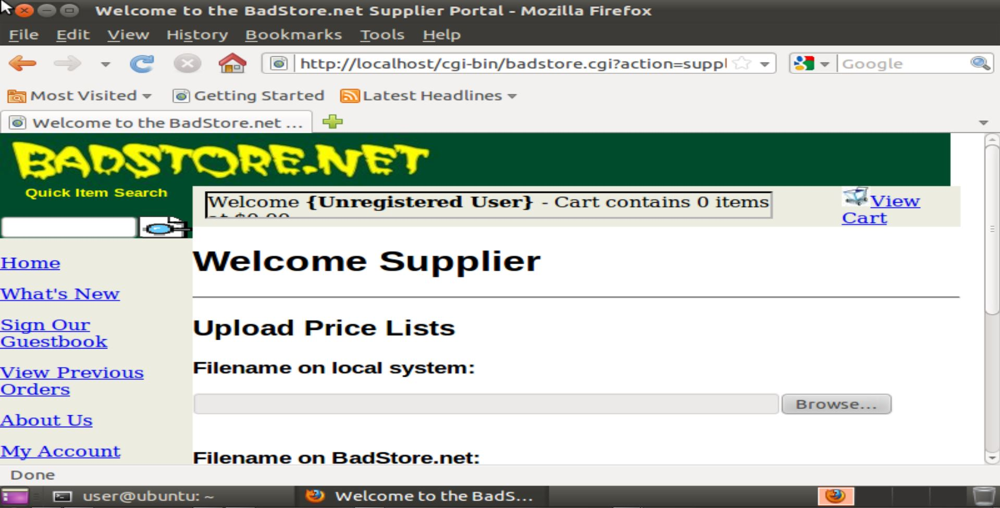 Welcome to the BadStore.net Supplier Portal - Mozilla Firefox
File Edit View History Bookmarks Tools Help
http://localhost/cgi-bin/badstore.cgi?action=suppl
Google
Most Visited Getting Started Latest Headlines
Welcome to the BadStore.net ...
BADSTORE.NET
Quick Item Search
Welcome {Unregistered User} - Cart contains 0 items
at $0.00
View
Cart
Home
What's New
Sign Our
Guestbook
View Previous
Orders
About Us
My Account
Welcome Supplier
Upload Price Lists
Filename on local system:
Browse...
Filename on BadStore.net:
Done
user@ubuntu: ~ Welcome to the BadS...